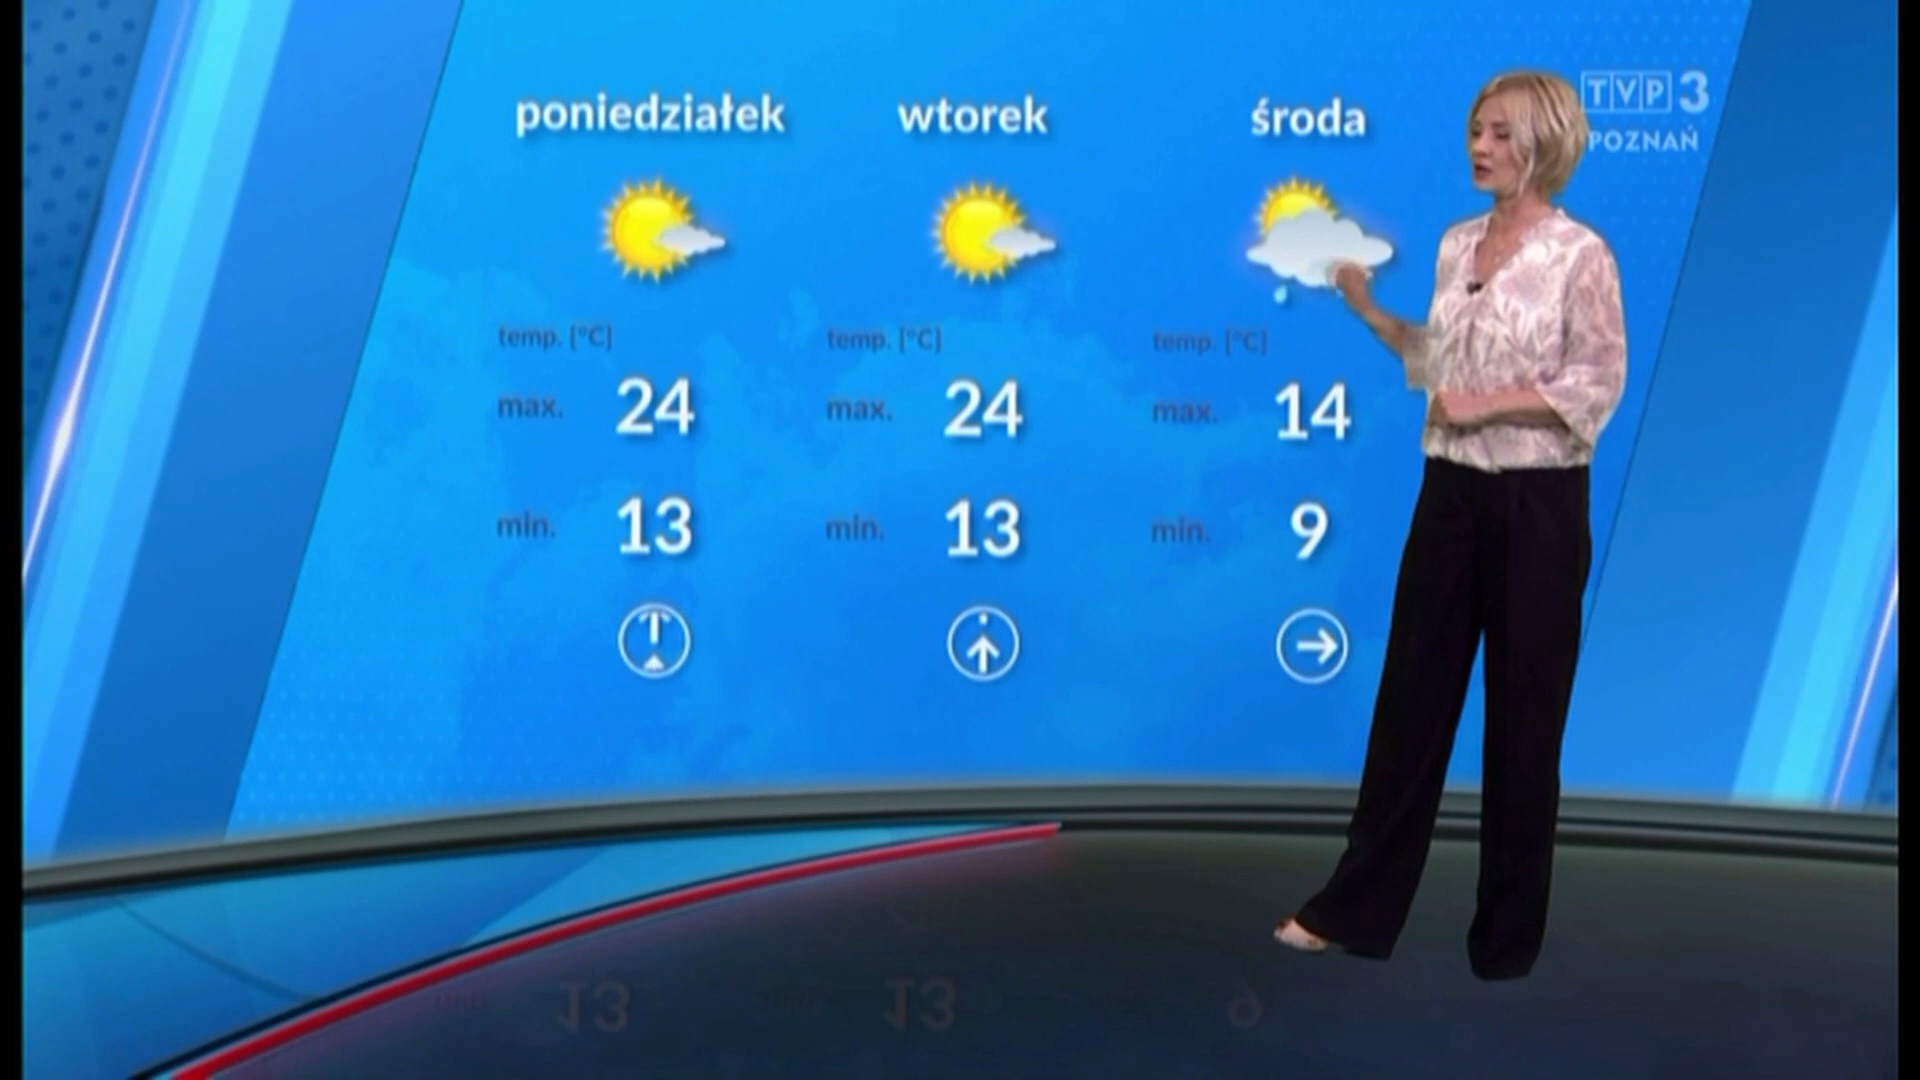 poniedziałek wtorek środa
TVP3
POZNAŃ
temp. [°C] temp. [°C] temp. [°C]
max. 24 max. 24 max. 14
min. 13 min. 13 min. 9